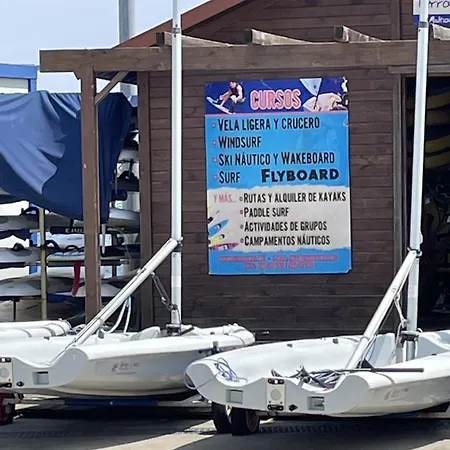 CURSOS
• VELA LIGERA Y CRUCERO
• WINDSURF
• SKI NÁUTICO Y WAKEBOARD
• SURF FLYBOARD
Y MÁS... • RUTAS Y ALQUILER DE KAYAKS
• PADDLE SURF
• ACTIVIDADES DE GRUPOS
• CAMPAMENTOS NÁUTICOS